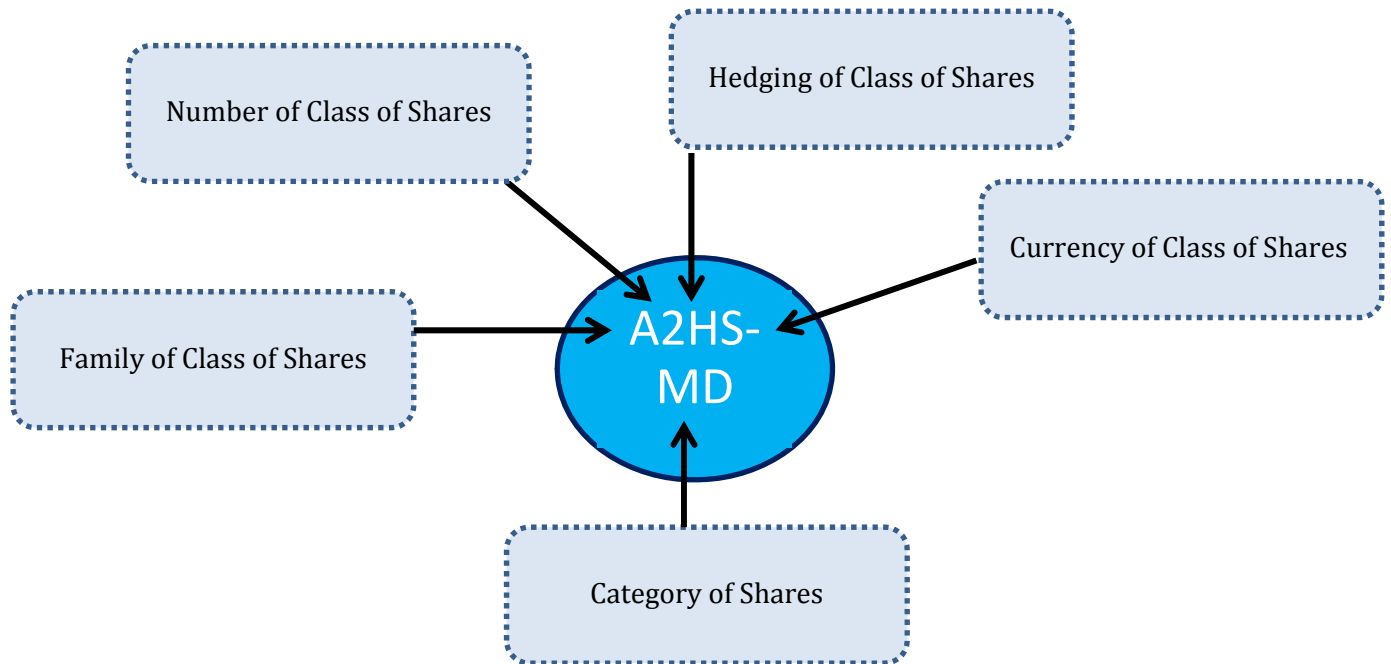 Hedging of Class of Shares
Number of Class of Shares
Currency of Class of Shares
Family of Class of Shares
A2HS-
MD
Category of Shares